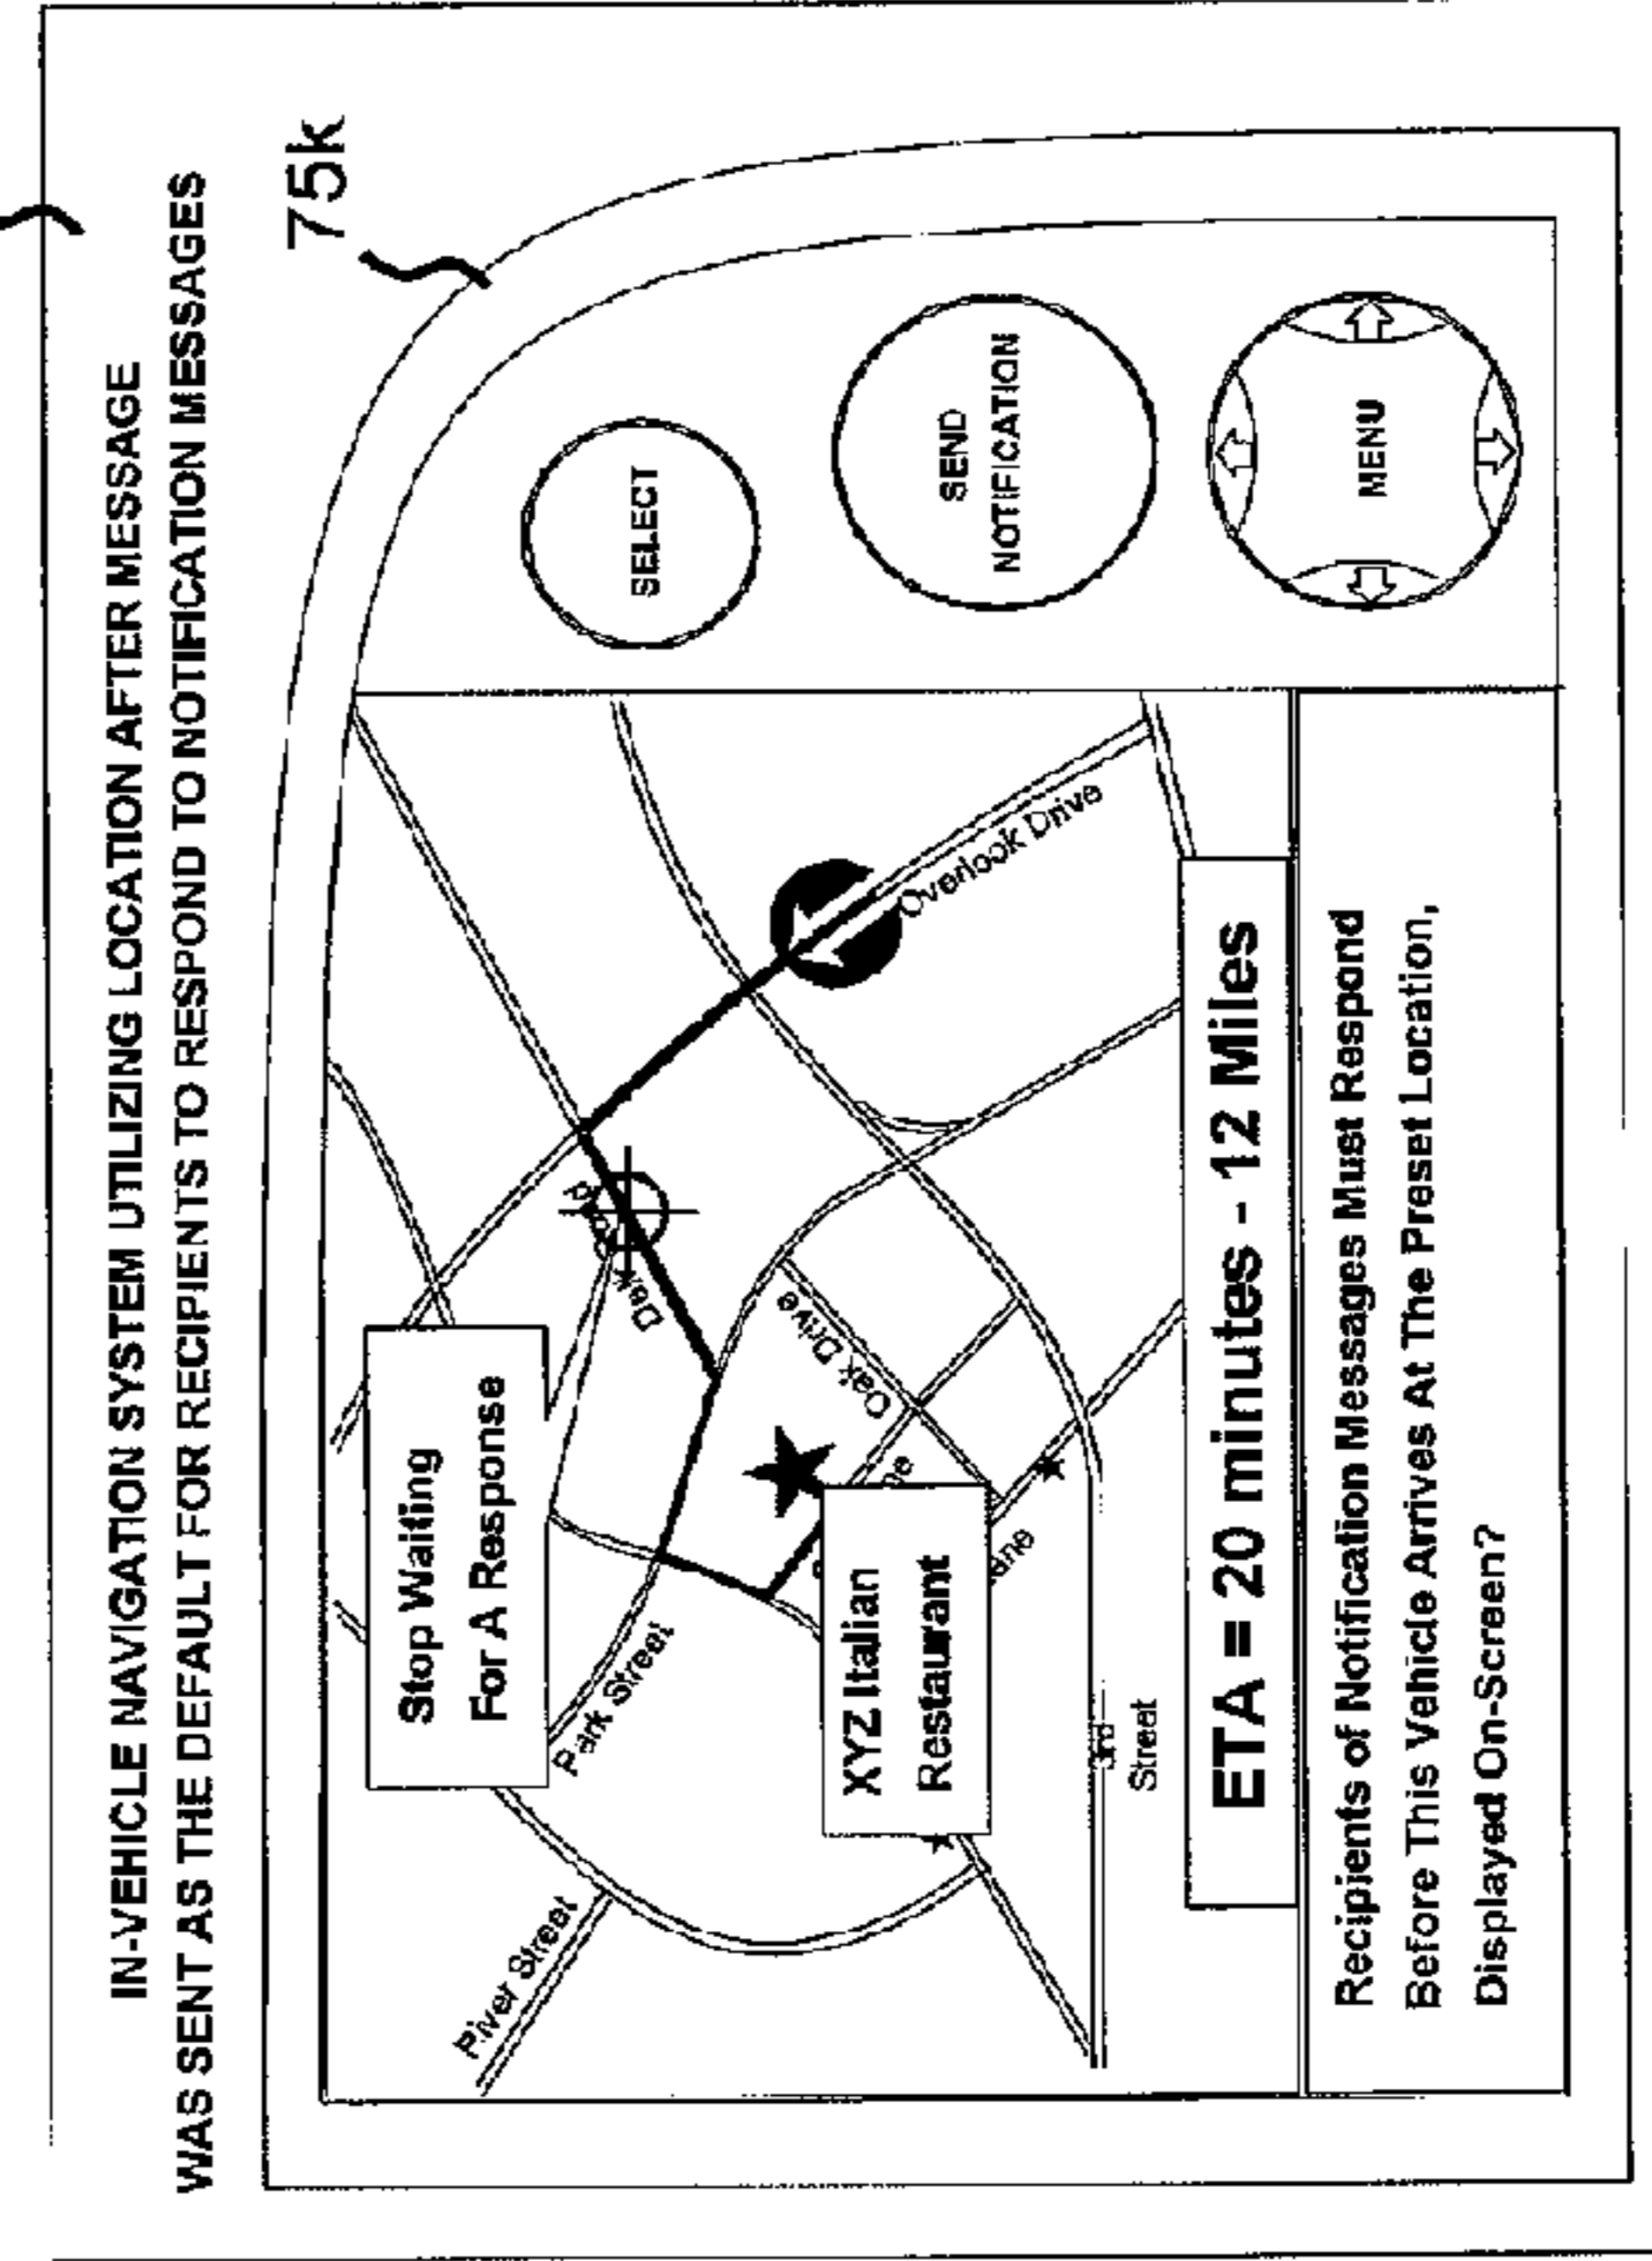 IN-VEHICLE NAVIGATION SYSTEM UTILIZING LOCATION AFTER MESSAGE
WAS SENT AS THE DEFAULT FOR RECIPIENTS TO RESPOND TO NOTIFICATION MESSAGES
75k
Stop Waiting
For A Response
River Street
Park Street
Oak Drive
Overlook Drive
XYZ Italian
Restaurant
3rd
Street
SELECT
SEND
NOTIFICATION
MENU
ETA = 20 minutes - 12 Miles
Recipients of Notification Messages Must Respond
Before This Vehicle Arrives At The Preset Location,
Displayed On-Screen?